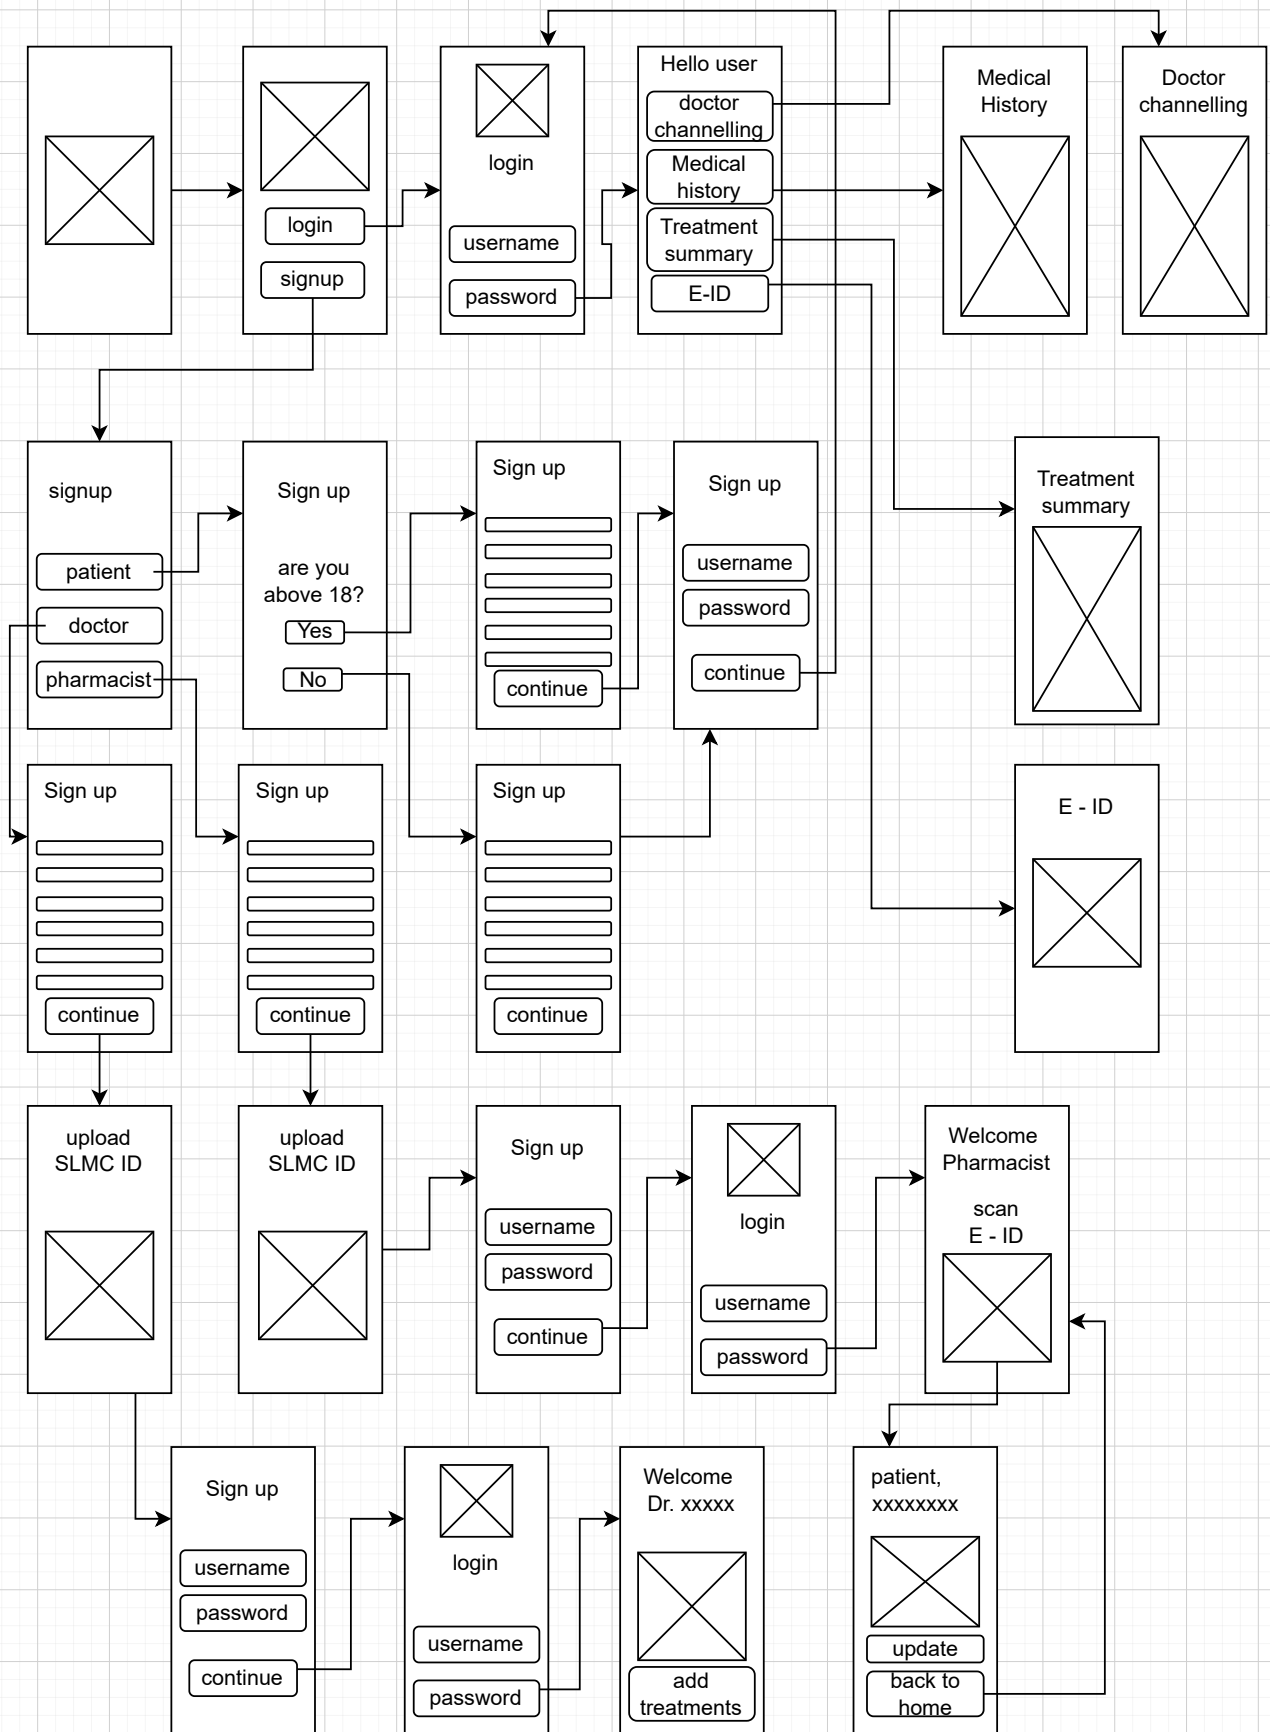 login
signup
login
username
password
Hello user
doctor
channelling
Medical
history
Treatment
summary
E-ID
Medical
History
Doctor
channelling
signup
patient
doctor
pharmacist
Sign up
are you
above 18?
Yes
No
Sign up
continue
Sign up
username
password
continue
Treatment
summary
Sign up
continue
Sign up
continue
Sign up
continue
E - ID
upload
SLMC ID
upload
SLMC ID
Sign up
username
password
continue
login
username
password
Welcome
Pharmacist
scan
E - ID
Sign up
username
password
continue
login
username
password
Welcome
Dr. xxxxx
add
treatments
patient,
xxxxxxxx
update
back to
home